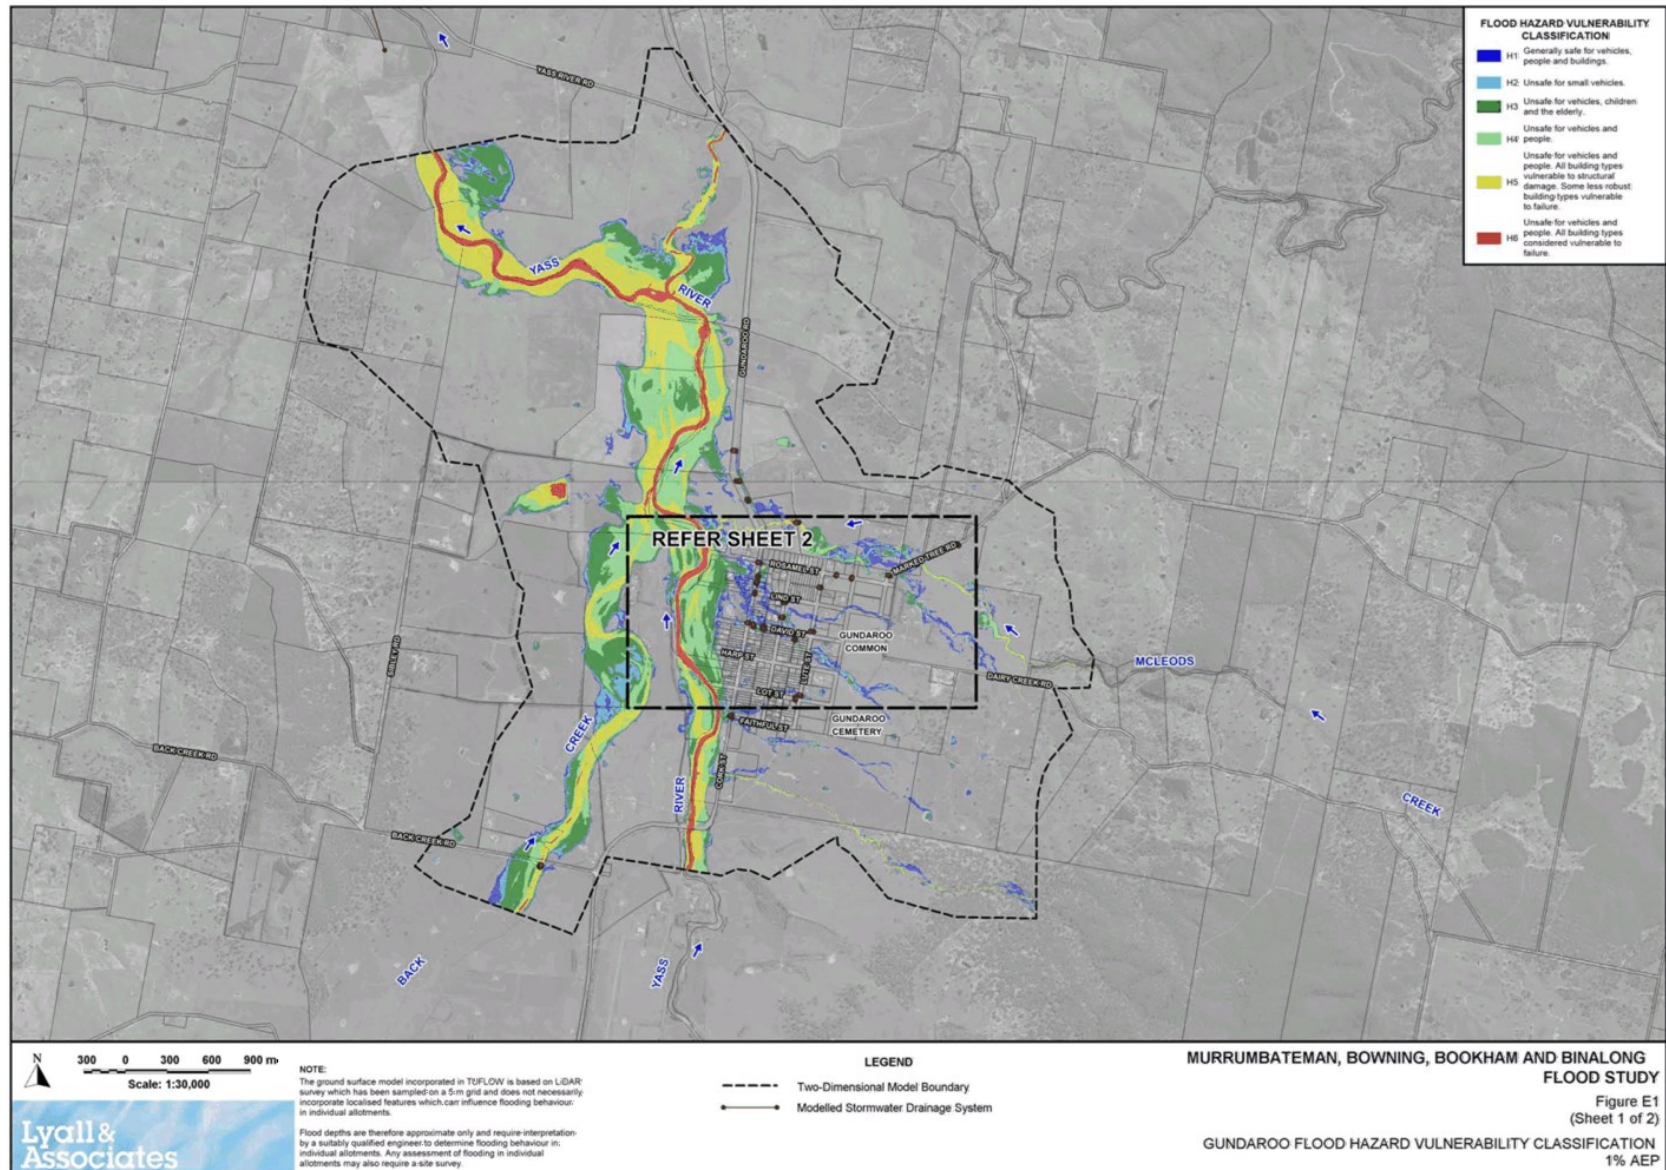 FLOOD HAZARD VULNERABILITY
CLASSIFICATION
H1 Generally safe for vehicles,
people and buildings.
H2 Unsafe for small vehicles.
H3 Unsafe for vehicles, children
and the elderly.
H4 Unsafe for vehicles and
people.
H5 Unsafe for vehicles and
people. All building types
vulnerable to structural
damage. Some less robust
building types vulnerable
to failure.
H6 Unsafe for vehicles and
people. All building types
considered vulnerable to
failure.
YASS RIVER RD
YASS
RIVER
GUNDAROO RD
REFER SHEET 2
MARKED TREE RD
ROSAMEL ST
LIND ST
DAVID ST
HARP ST
LUTE ST
GUNDAROO
COMMON
SIBLEY RD
MCLEODS
DAIRY CREEK RD
LOT ST
FAITHFUL ST
GUNDAROO
CEMETERY
CREEK
BACK CREEK RD
CORK ST
RIVER
CREEK
BACK CREEK RD
BACK
YASS
N
300 0 300 600 900 m
Scale: 1:30,000
Lyall &
Associates
NOTE:
The ground surface model incorporated in TUFLOW is based on LiDAR
survey which has been sampled on a 5 m grid and does not necessarily
incorporate localised features which can influence flooding behaviour
in individual allotments.
Flood depths are therefore approximate only and require interpretation
by a suitably qualified engineer to determine flooding behaviour in
individual allotments. Any assessment of flooding in individual
allotments may also require a site survey.
LEGEND
Two-Dimensional Model Boundary
Modelled Stormwater Drainage System
MURRUMBATEMAN, BOWNING, BOOKHAM AND BINALONG
FLOOD STUDY
Figure E1
(Sheet 1 of 2)
GUNDAROO FLOOD HAZARD VULNERABILITY CLASSIFICATION
1% AEP